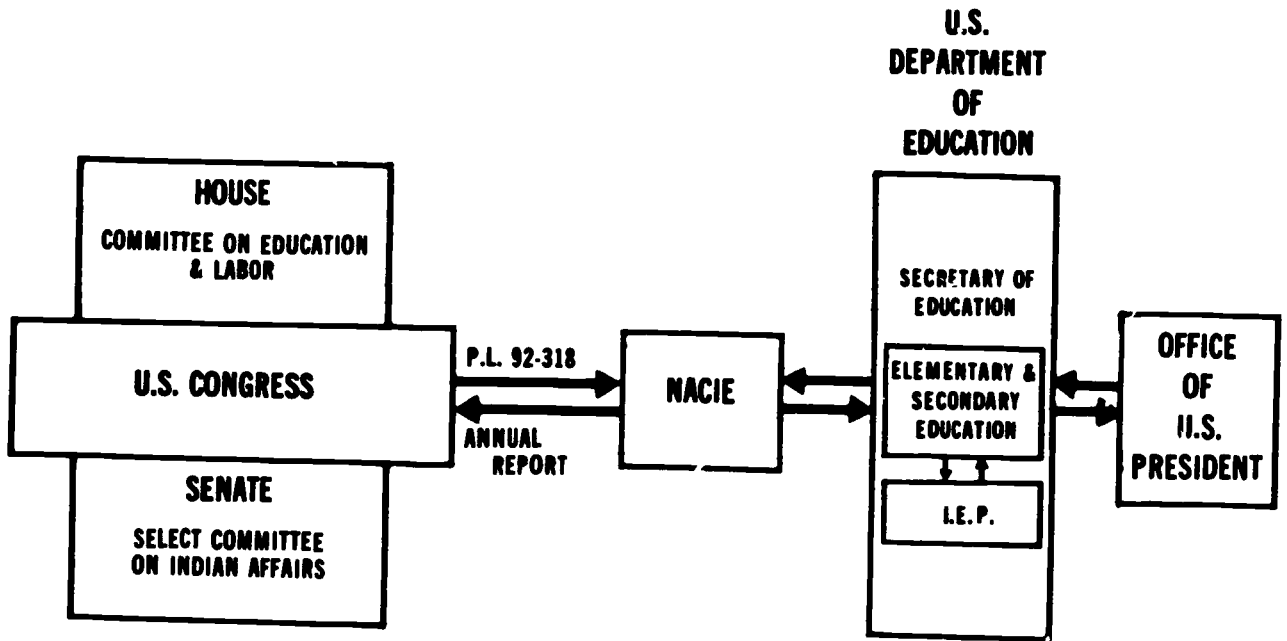 HOUSE
COMMITTEE ON EDUCATION
& LABOR
U.S. CONGRESS
SENATE
SELECT COMMITTEE
ON INDIAN AFFAIRS
P.L. 92-318
ANNUAL
REPORT
NACIE
U.S.
DEPARTMENT
OF
EDUCATION
SECRETARY OF
EDUCATION
ELEMENTARY &
SECONDARY
EDUCATION
I.E.P.
OFFICE
OF
U.S.
PRESIDENT